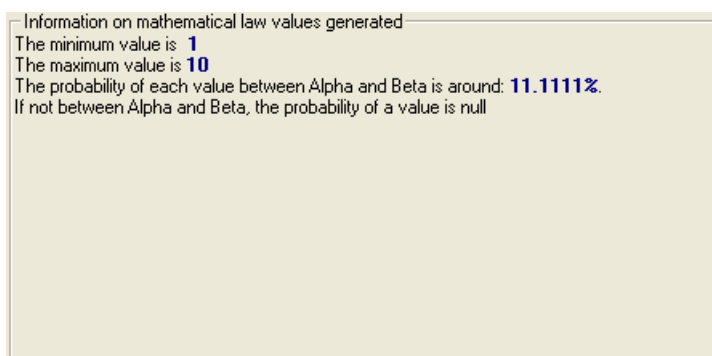 Information on mathematical law values generated
The minimum value is 1
The maximum value is 10
The probability of each value between Alpha and Beta is around: 11.1111%.
If not between Alpha and Beta, the probability of a value is null